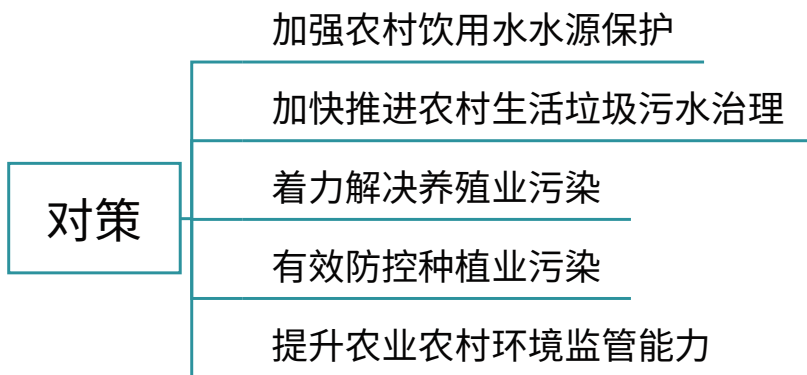 加强农村饮用水水源保护
加快推进农村生活垃圾污水治理
对策
着力解决养殖业污染
有效防控种植业污染
提升农业农村环境监管能力